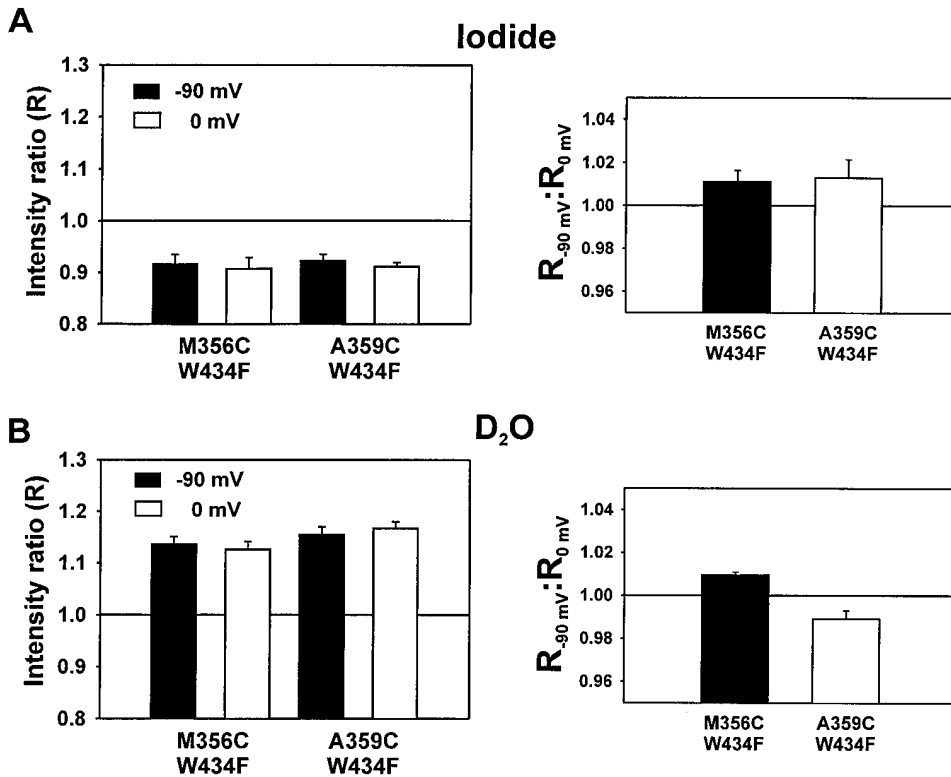 A
Iodide
Intensity ratio (R)
1.3
1.2
1.1
1.0
0.9
0.8
-90 mV
0 mV
M356C
W434F
A359C
W434F
R-90 mV:R0 mV
1.04
1.02
1.00
0.98
0.96
M356C
W434F
A359C
W434F
B
D₂O
Intensity ratio (R)
1.3
1.2
1.1
1.0
0.9
0.8
-90 mV
0 mV
M356C
W434F
A359C
W434F
R-90 mV:R0 mV
1.04
1.02
1.00
0.98
0.96
M356C
W434F
A359C
W434F